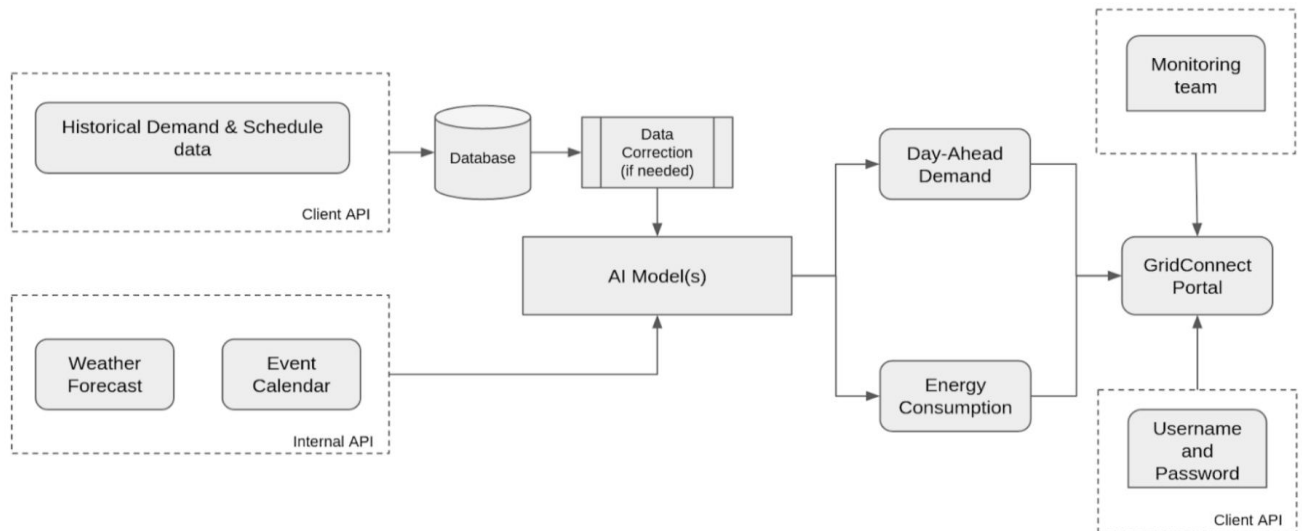 Historical Demand & Schedule
data
Client API
Database
Data
Correction
(if needed)
AI Model(s)
Weather
Forecast
Event
Calendar
Internal API
Day-Ahead
Demand
Energy
Consumption
Monitoring
team
GridConnect
Portal
Username
and
Password
Client API